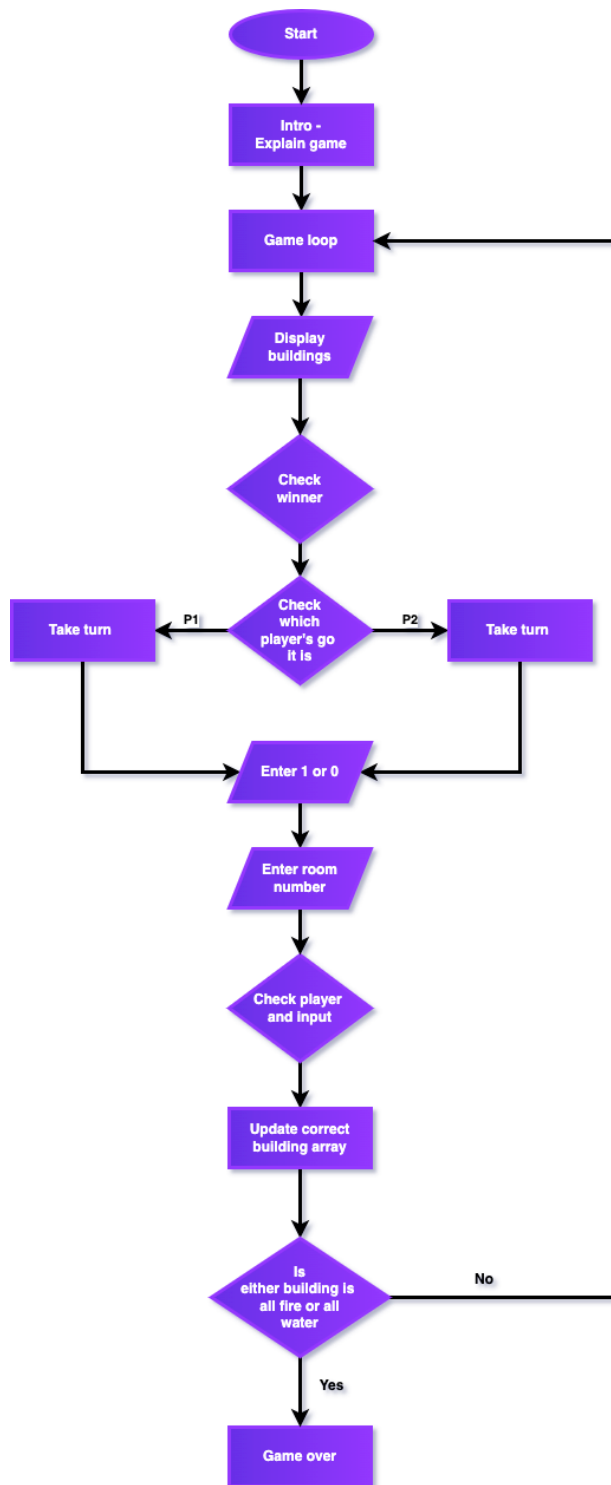 Start
Intro -
Explain game
Game loop
Display
buildings
Check
winner
Check
which
player's go
it is
P1
P2
Take turn
Take turn
Enter 1 or 0
Enter room
number
Check player
and input
Update correct
building array
Is
either building is
all fire or all
water
No
Yes
Game over